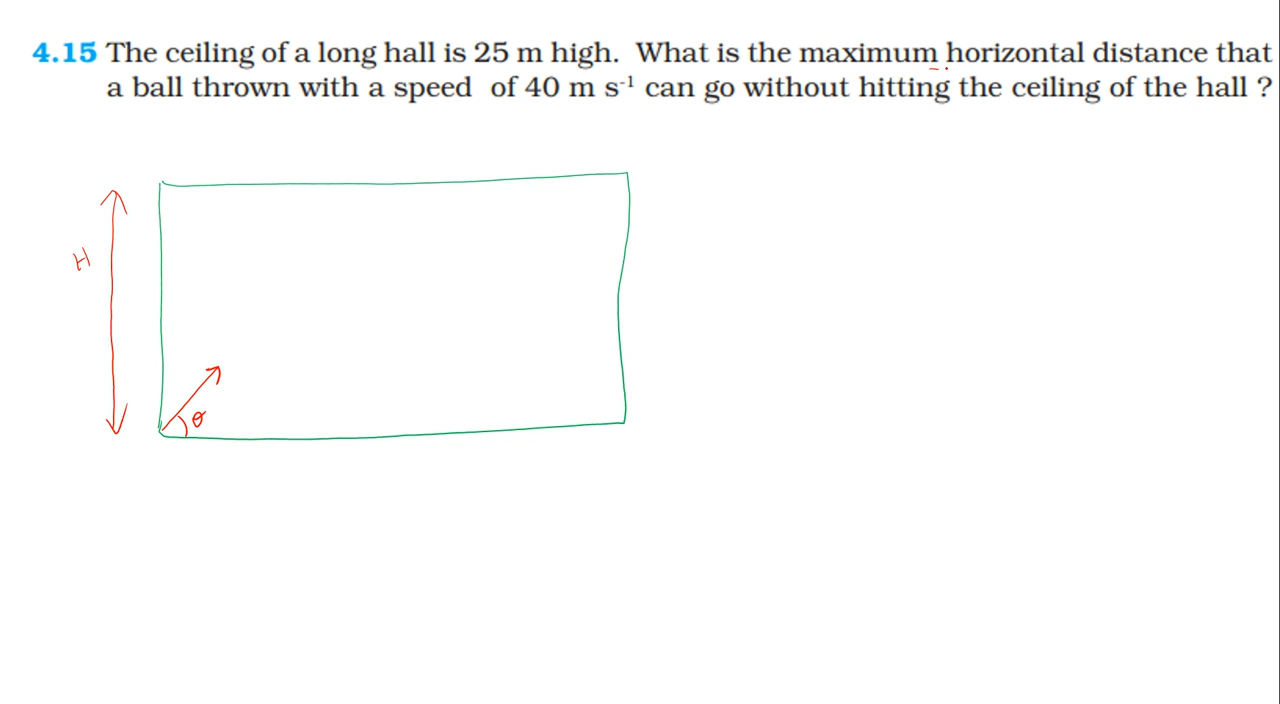 4.15 The ceiling of a long hall is 25 m high. What is the maximum horizontal distance that
a ball thrown with a speed of 40 m s⁻¹ can go without hitting the ceiling of the hall ?
H
θ